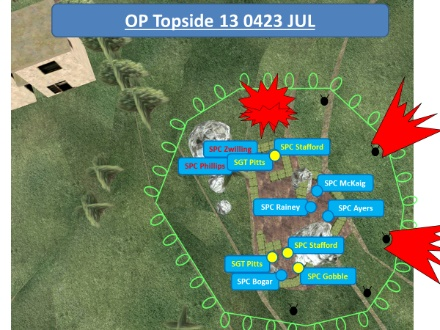 OP Topside 13 0423 JUL
SPC Zwilling
SPC Stafford
SPC Phillips
SGT Pitts
SPC McKaig
SPC Rainey
SPC Ayers
SPC Stafford
SGT Pitts
SPC Bogar
SPC Gobble